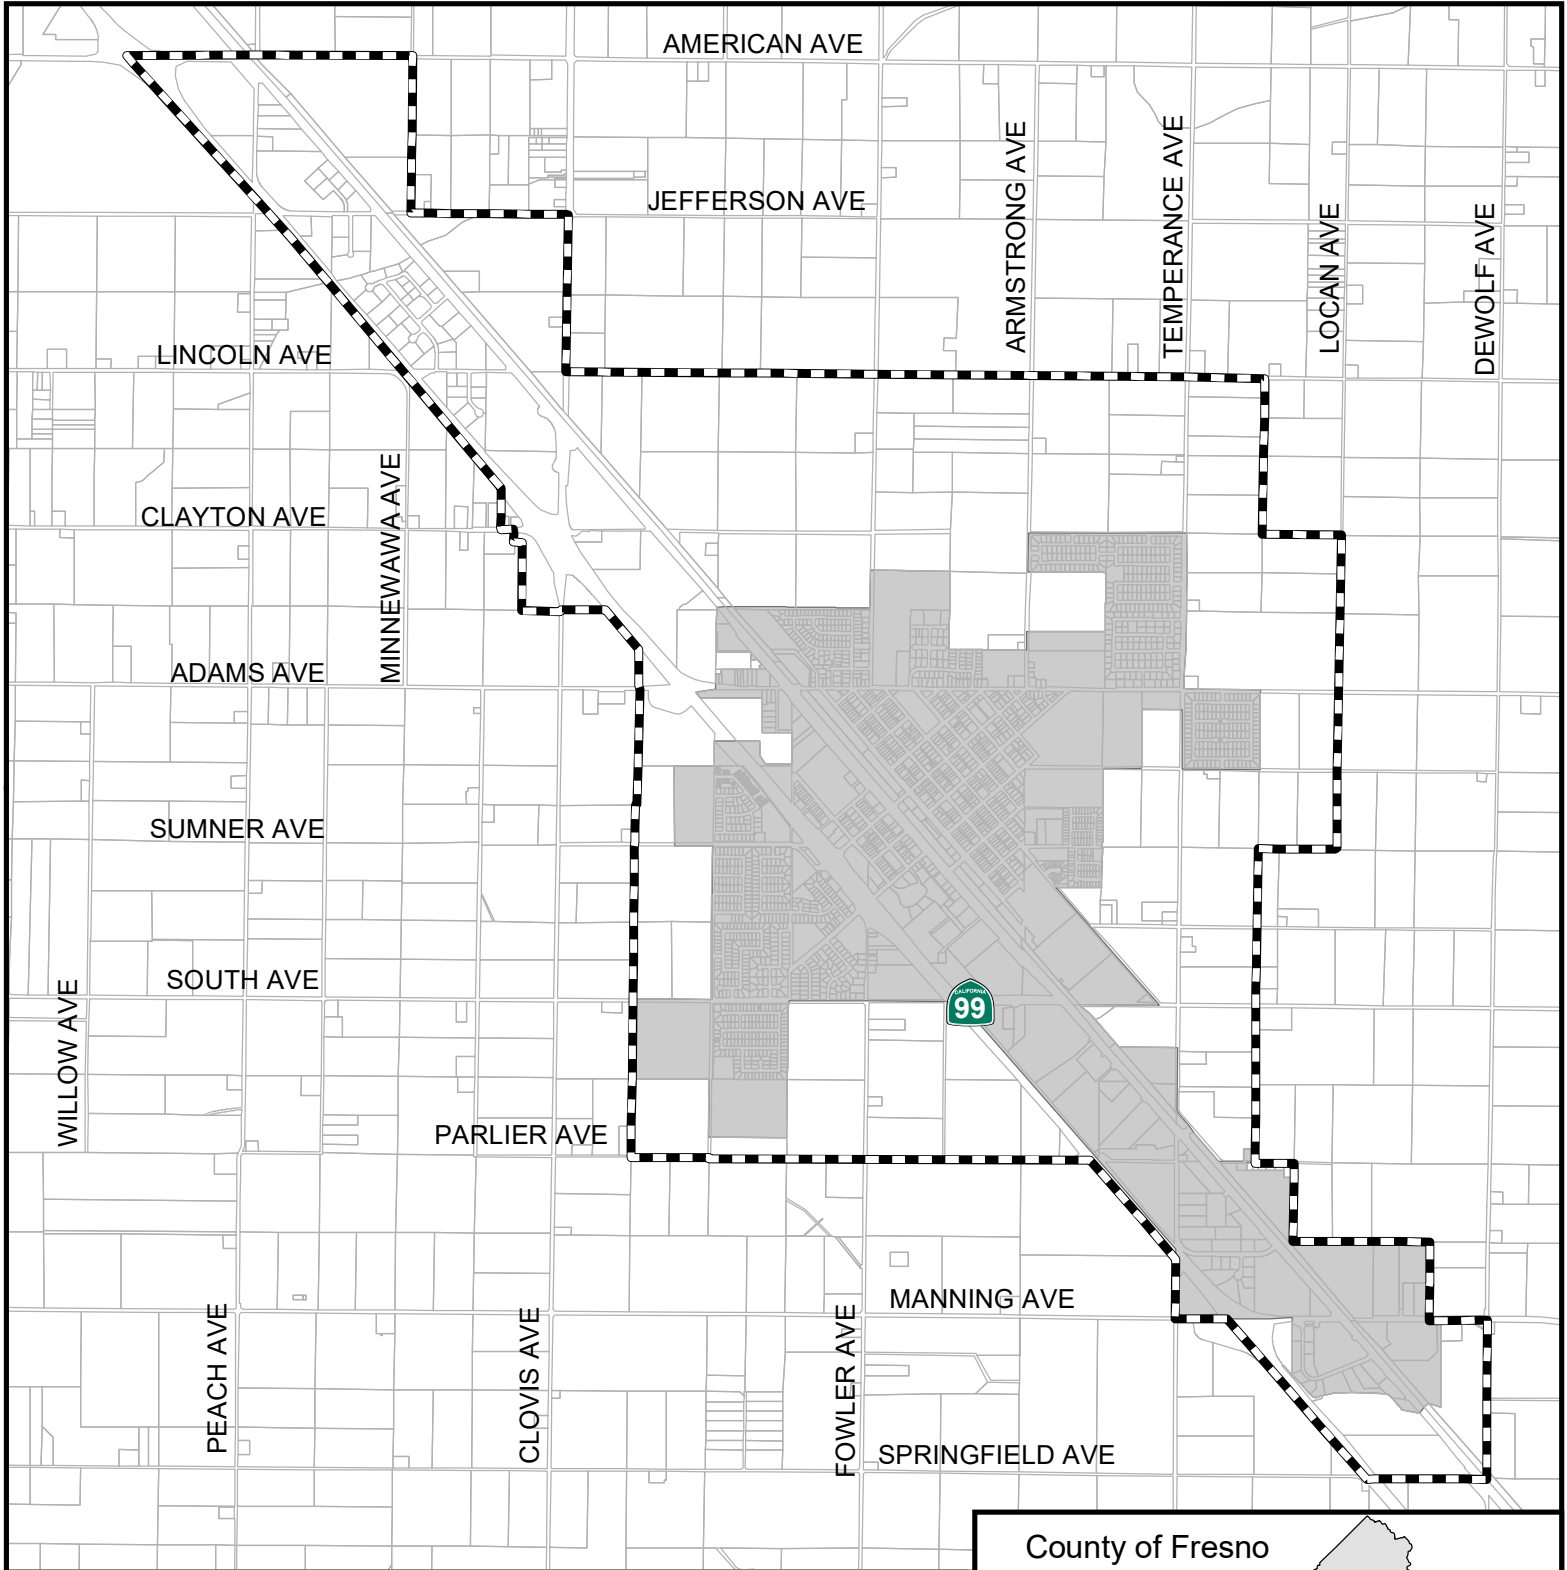 AMERICAN AVE
JEFFERSON AVE
ARMSTRONG AVE
TEMPERANCE AVE
LOCAN AVE
DEWOLF AVE
LINCOLN AVE
MINNEWAWA AVE
CLAYTON AVE
ADAMS AVE
SUMNER AVE
SOUTH AVE
WILLOW AVE
CALIFORNIA
99
PARLIER AVE
MANNING AVE
PEACH AVE
CLOVIS AVE
FOWLER AVE
SPRINGFIELD AVE
County of Fresno